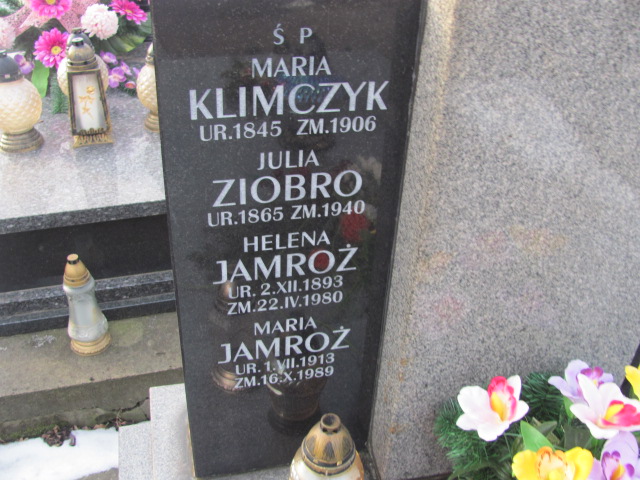 Ś P
MARIA
KLIMCZYK
UR.1845 ZM.1906
JULIA
ZIOBRO
UR.1865 ZM.1940
HELENA
JAMROŻ
UR. 2.XII.1893
ZM.22.IV.1980
MARIA
JAMROŻ
UR. 1.VII.1913
ZM.16.X.1989